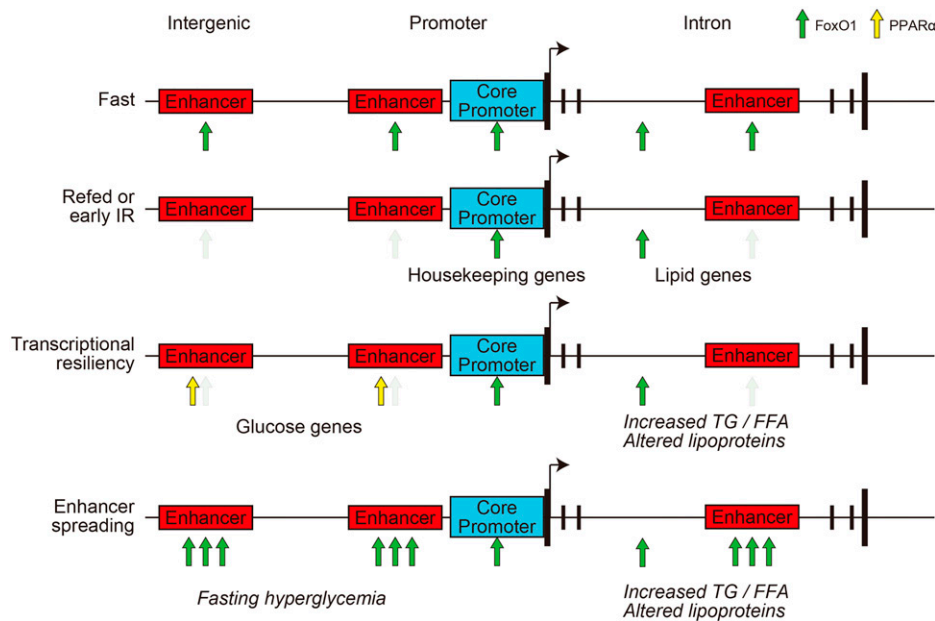 Intergenic Promoter Intron FoxO1 PPARα
Fast Enhancer Enhancer Core Promoter Enhancer
Refed or early IR Enhancer Enhancer Core Promoter Enhancer
Housekeeping genes Lipid genes
Transcriptional resiliency Enhancer Enhancer Core Promoter Enhancer
Glucose genes
Increased TG / FFA
Altered lipoproteins
Enhancer spreading Enhancer Enhancer Core Promoter Enhancer
Fasting hyperglycemia
Increased TG / FFA
Altered lipoproteins